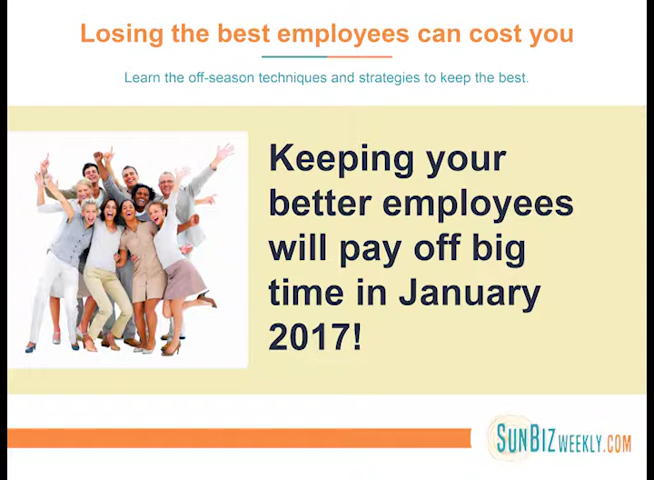 Losing the best employees can cost you
Learn the off-season techniques and strategies to keep the best.
Keeping your
better employees
will pay off big
time in January
2017!
SUNBIZWEEKLY.COM